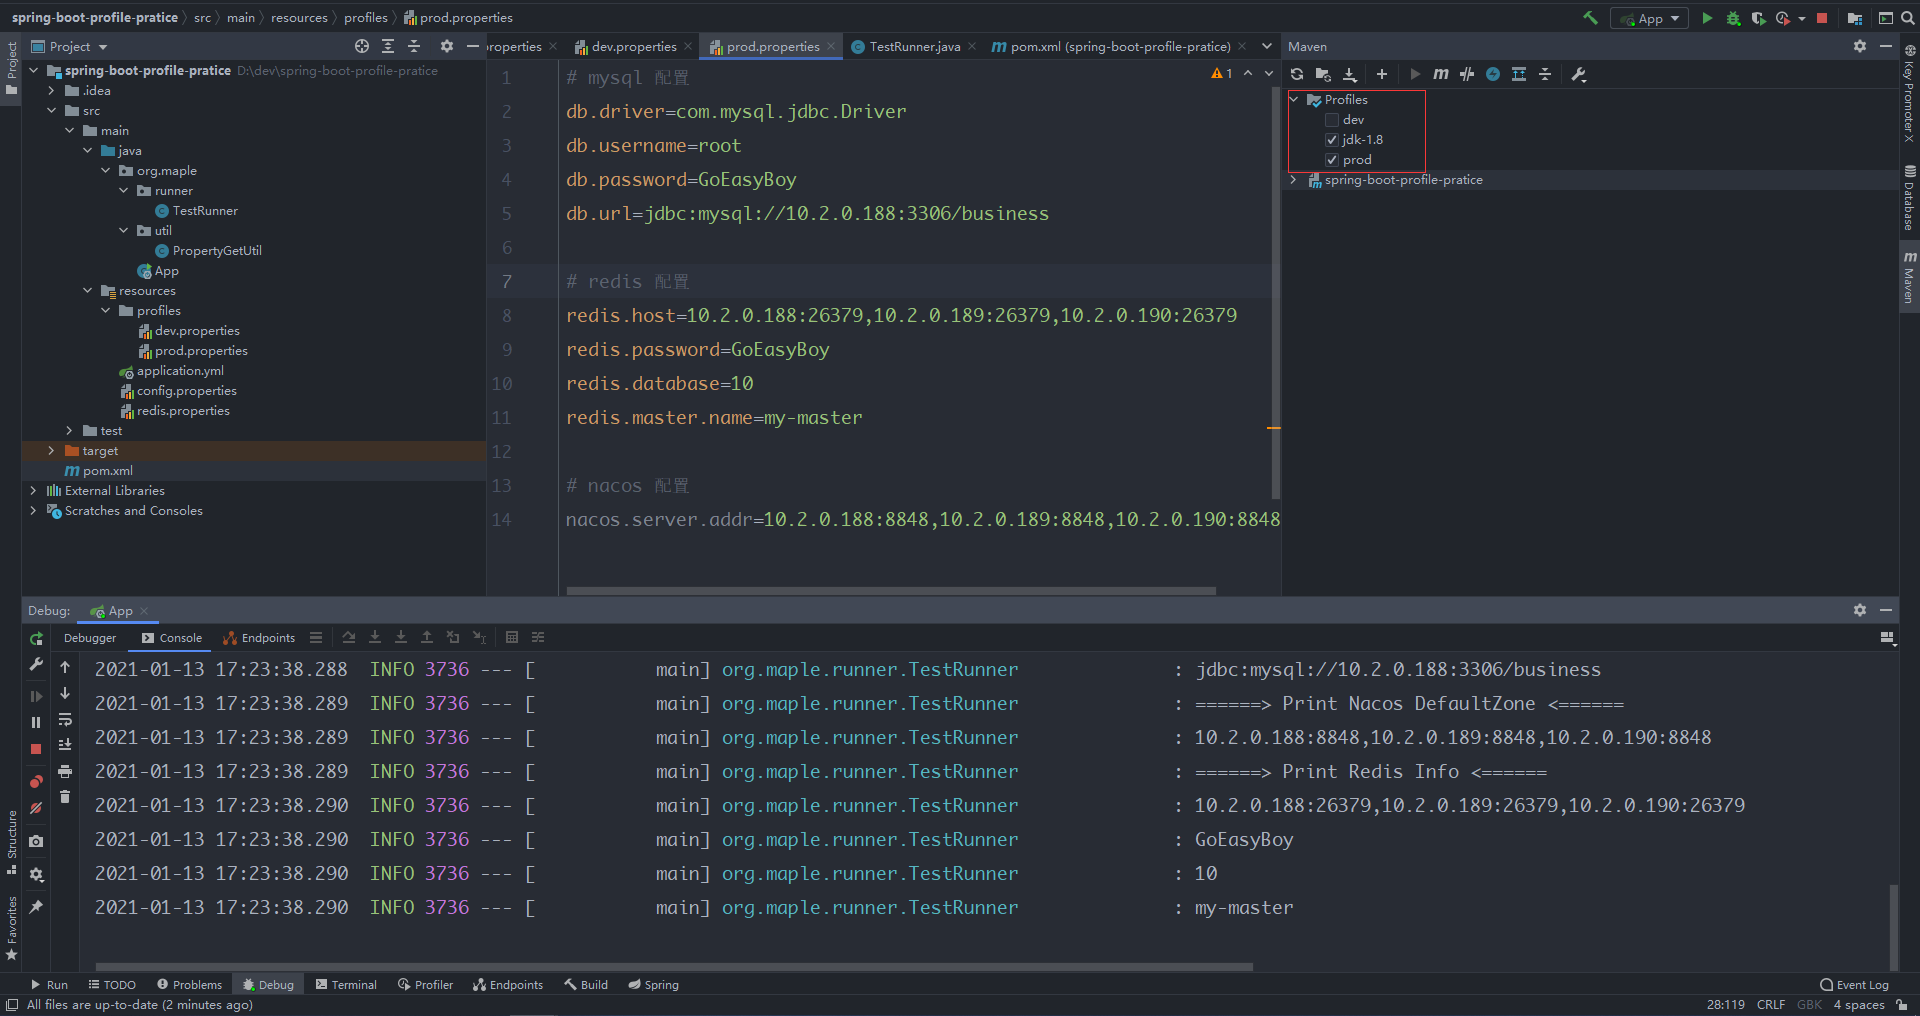 spring-boot-profile-pratice > src > main > resources > profiles > prod.properties
App
Project
properties
dev.properties
prod.properties
TestRunner.java
pom.xml (spring-boot-profile-pratice)
Maven
Project
spring-boot-profile-pratice D:\dev\spring-boot-profile-pratice
.idea
src
main
java
org.maple
runner
TestRunner
util
PropertyGetUtil
App
resources
profiles
dev.properties
prod.properties
application.yml
config.properties
redis.properties
test
target
pom.xml
External Libraries
Scratches and Consoles
1 # mysql 配置
2 db.driver=com.mysql.jdbc.Driver
3 db.username=root
4 db.password=GoEasyBoy
5 db.url=jdbc:mysql://10.2.0.188:3306/business
6
7 # redis 配置
8 redis.host=10.2.0.188:26379,10.2.0.189:26379,10.2.0.190:26379
9 redis.password=GoEasyBoy
10 redis.database=10
11 redis.master.name=my-master
12
13 # nacos 配置
14 nacos.server.addr=10.2.0.188:8848,10.2.0.189:8848,10.2.0.190:8848
1
Profiles
dev
jdk-1.8
prod
spring-boot-profile-pratice
Key Promoter X
Database
Maven
Debug: App
Debugger Console Endpoints
2021-01-13 17:23:38.288 INFO 3736 --- [ main] org.maple.runner.TestRunner : jdbc:mysql://10.2.0.188:3306/business
2021-01-13 17:23:38.289 INFO 3736 --- [ main] org.maple.runner.TestRunner : ======> Print Nacos DefaultZone <======
2021-01-13 17:23:38.289 INFO 3736 --- [ main] org.maple.runner.TestRunner : 10.2.0.188:8848,10.2.0.189:8848,10.2.0.190:8848
2021-01-13 17:23:38.289 INFO 3736 --- [ main] org.maple.runner.TestRunner : ======> Print Redis Info <======
2021-01-13 17:23:38.290 INFO 3736 --- [ main] org.maple.runner.TestRunner : 10.2.0.188:26379,10.2.0.189:26379,10.2.0.190:26379
2021-01-13 17:23:38.290 INFO 3736 --- [ main] org.maple.runner.TestRunner : GoEasyBoy
2021-01-13 17:23:38.290 INFO 3736 --- [ main] org.maple.runner.TestRunner : 10
2021-01-13 17:23:38.290 INFO 3736 --- [ main] org.maple.runner.TestRunner : my-master
Structure
Favorites
Run TODO Problems Debug Terminal Profiler Endpoints Build Spring Event Log
All files are up-to-date (2 minutes ago) 28:119 CRLF GBK 4 spaces